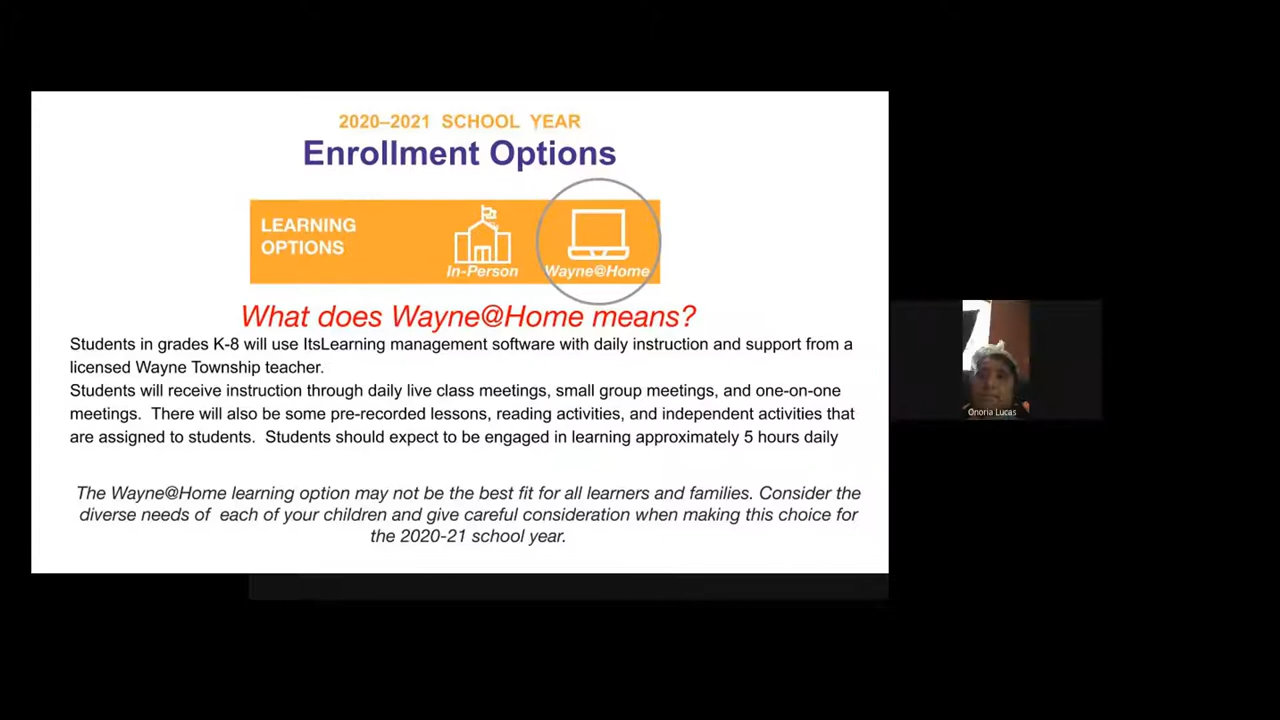 2020–2021 SCHOOL YEAR
Enrollment Options
LEARNING
OPTIONS
In-Person
Wayne@Home
What does Wayne@Home means?
Students in grades K-8 will use ItsLearning management software with daily instruction and support from a
licensed Wayne Township teacher.
Students will receive instruction through daily live class meetings, small group meetings, and one-on-one
meetings. There will also be some pre-recorded lessons, reading activities, and independent activities that
are assigned to students. Students should expect to be engaged in learning approximately 5 hours daily
The Wayne@Home learning option may not be the best fit for all learners and families. Consider the
diverse needs of each of your children and give careful consideration when making this choice for
the 2020-21 school year.
Onoria Lucas